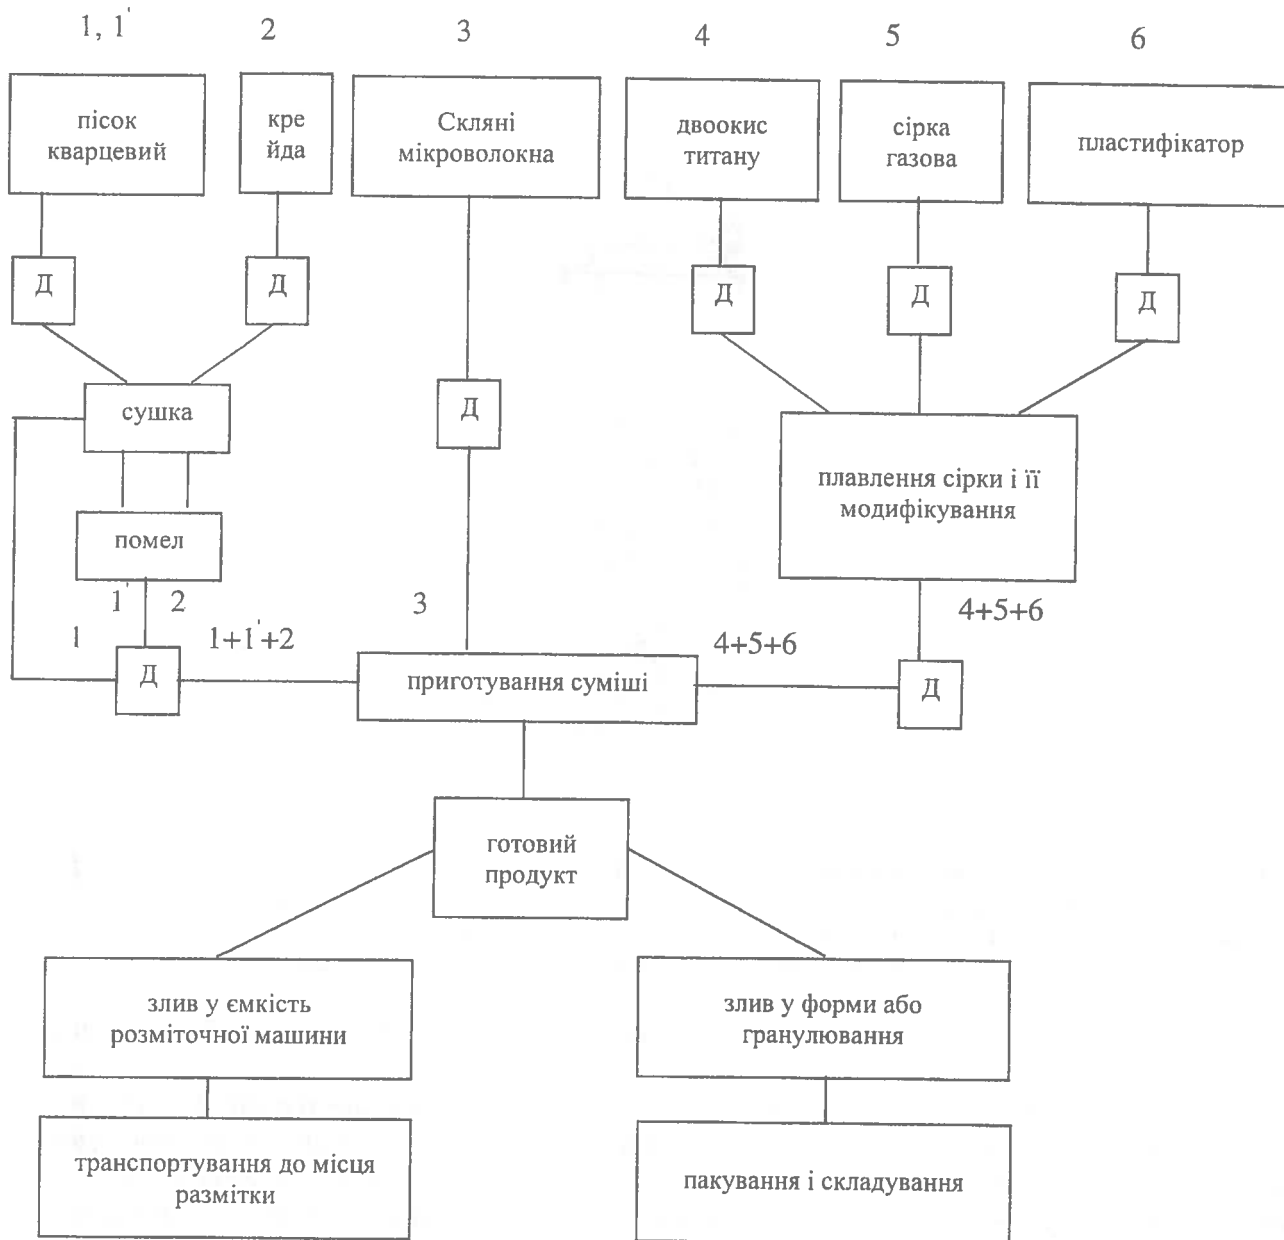 1, 1'
2
3
4
5
6
пісок
кварцевий
кре
йда
Скляні
мікроволокна
двоокис
титану
сірка
газова
пластифікатор
Д
Д
Д
Д
Д
Д
сушка
плавлення сірки і її
модифікування
помел
1'
2
3
4+5+6
1
1+1'+2
4+5+6
Д
приготування суміші
Д
готовий
продукт
злив у ємкість
розміточної машини
злив у форми або
гранулювання
транспортування до місця
размітки
пакування і складування